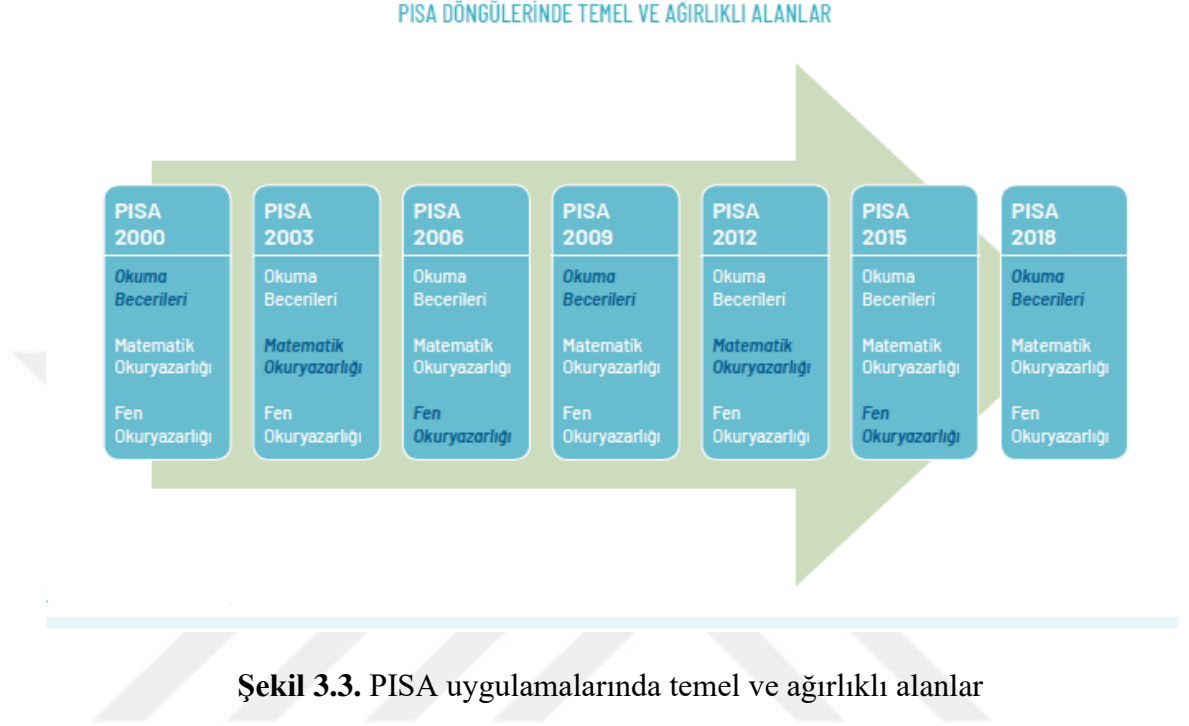 PISA DÖNGÜLERİNDE TEMEL VE AĞIRLIKLI ALANLAR
PISA
2000
Okuma
Becerileri
Matematik
Okuryazarlığı
Fen
Okuryazarlığı
PISA
2003
Okuma
Becerileri
Matematik
Okuryazarlığı
Fen
Okuryazarlığı
PISA
2006
Okuma
Becerileri
Matematik
Okuryazarlığı
Fen
Okuryazarlığı
PISA
2009
Okuma
Becerileri
Matematik
Okuryazarlığı
Fen
Okuryazarlığı
PISA
2012
Okuma
Becerileri
Matematik
Okuryazarlığı
Fen
Okuryazarlığı
PISA
2015
Okuma
Becerileri
Matematik
Okuryazarlığı
Fen
Okuryazarlığı
PISA
2018
Okuma
Becerileri
Matematik
Okuryazarlığı
Fen
Okuryazarlığı
Şekil 3.3. PISA uygulamalarında temel ve ağırlıklı alanlar